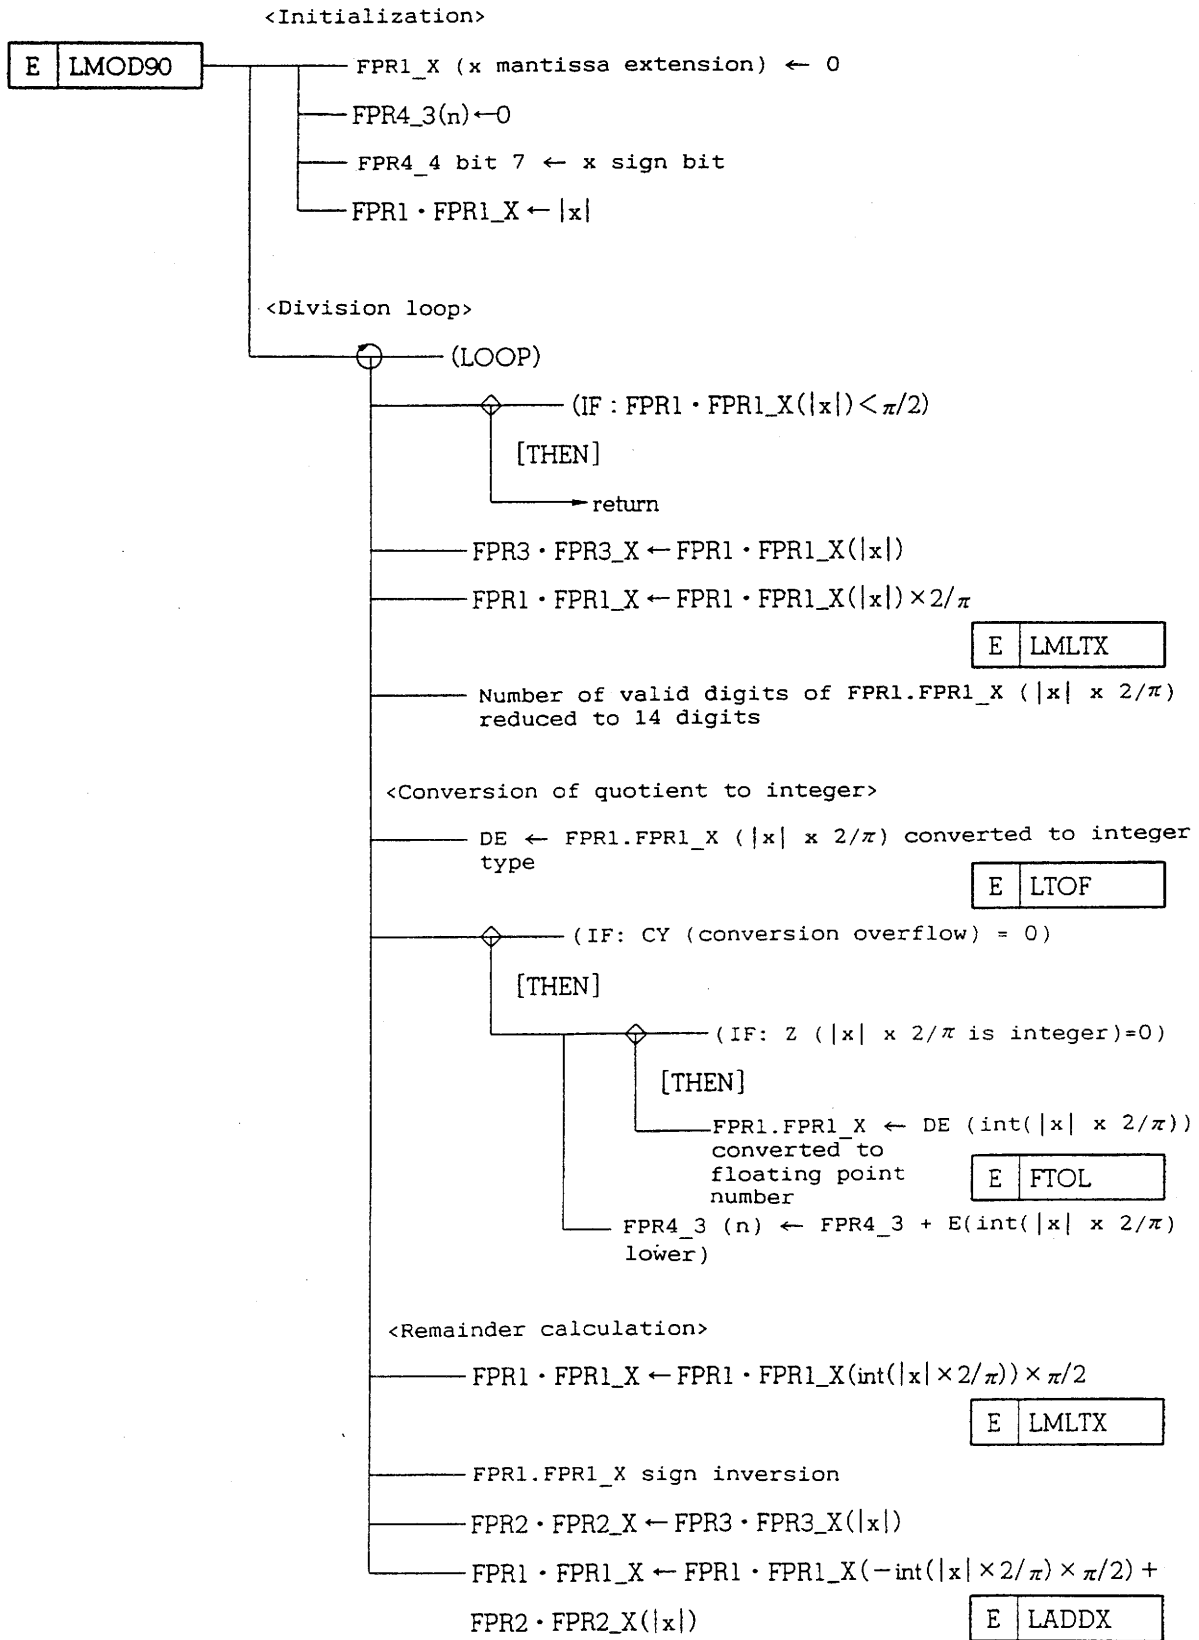 <Initialization>
E LMOD90
FPR1_X (x mantissa extension) ← 0
FPR4_3(n)←0
FPR4_4 bit 7 ← x sign bit
FPR1・FPR1_X←|x|
<Division loop>
(LOOP)
(IF : FPR1・FPR1_X(|x|)<π/2)
[THEN]
return
FPR3・FPR3_X←FPR1・FPR1_X(|x|)
FPR1・FPR1_X←FPR1・FPR1_X(|x|)×2/π
E LMLTX
Number of valid digits of FPR1.FPR1_X (|x| x 2/π)
reduced to 14 digits
<Conversion of quotient to integer>
DE ← FPR1.FPR1_X (|x| x 2/π) converted to integer
type
E LTOF
(IF: CY (conversion overflow) = 0)
[THEN]
(IF: Z (|x| x 2/π is integer)=0)
[THEN]
FPR1.FPR1_X ← DE (int(|x| x 2/π))
converted to
floating point
number
E FTOL
FPR4_3 (n) ← FPR4_3 + E(int(|x| x 2/π)
lower)
<Remainder calculation>
FPR1・FPR1_X←FPR1・FPR1_X(int(|x|×2/π))×π/2
E LMLTX
FPR1.FPR1_X sign inversion
FPR2・FPR2_X←FPR3・FPR3_X(|x|)
FPR1・FPR1_X←FPR1・FPR1_X(−int(|x|×2/π)×π/2)+
FPR2・FPR2_X(|x|)
E LADDX